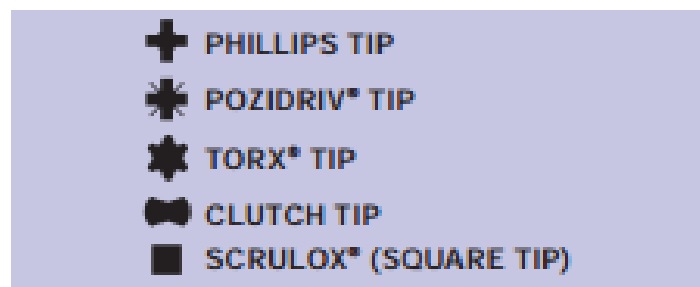 PHILLIPS TIP
POZIDRIV® TIP
TORX® TIP
CLUTCH TIP
SCRULOX® (SQUARE TIP)